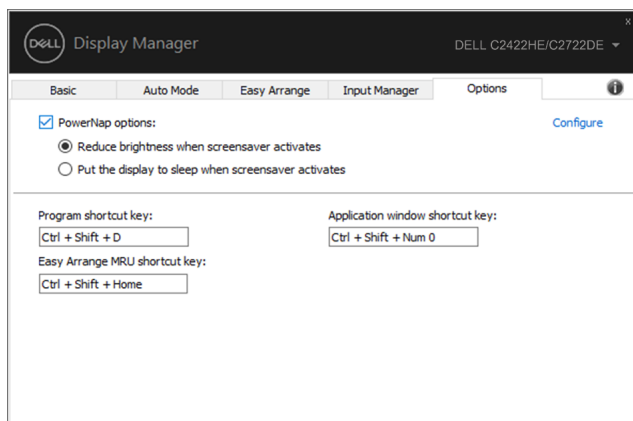 x
DELL Display Manager
DELL C2422HE/C2722DE
Basic Auto Mode Easy Arrange Input Manager Options i
PowerNap options: Configure
Reduce brightness when screensaver activates
Put the display to sleep when screensaver activates
Program shortcut key: Application window shortcut key:
Ctrl + Shift + D Ctrl + Shift + Num 0
Easy Arrange MRU shortcut key:
Ctrl + Shift + Home